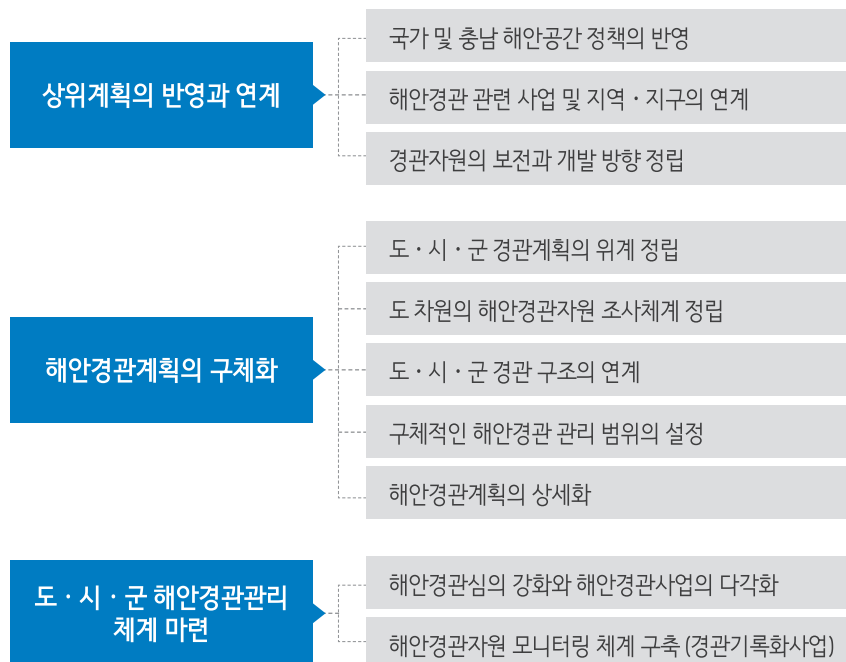 상위계획의 반영과 연계
국가 및 충남 해안공간 정책의 반영
해안경관 관련 사업 및 지역·지구의 연계
경관자원의 보전과 개발 방향 정립
해안경관계획의 구체화
도·시·군 경관계획의 위계 정립
도 차원의 해안경관자원 조사체계 정립
도·시·군 경관 구조의 연계
구체적인 해안경관 관리 범위의 설정
해안경관계획의 상세화
도·시·군 해안경관관리
체계 마련
해안경관심의 강화와 해안경관사업의 다각화
해안경관자원 모니터링 체계 구축 (경관기록화사업)